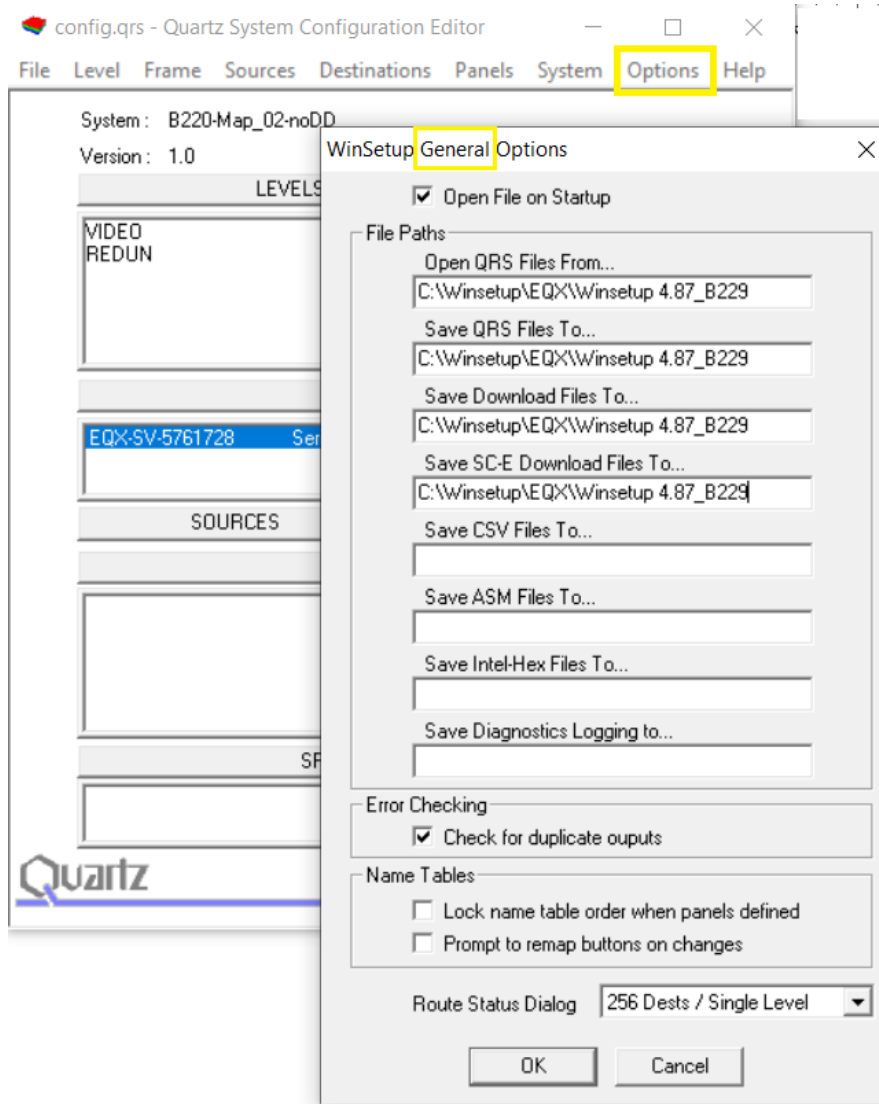 config.qrs - Quartz System Configuration Editor
File Level Frame Sources Destinations Panels System Options Help
System : B220-Map_02-noDD
Version : 1.0
LEVELS
VIDEO
REDUN
EQX-SV-5761728 Ser
SOURCES
Quartz
WinSetup General Options
Open File on Startup
File Paths
Open QRS Files From...
C:\Winsetup\EQX\Winsetup 4.87_B229
Save QRS Files To...
C:\Winsetup\EQX\Winsetup 4.87_B229
Save Download Files To...
C:\Winsetup\EQX\Winsetup 4.87_B229
Save SC-E Download Files To...
C:\Winsetup\EQX\Winsetup 4.87_B229
Save CSV Files To...
Save ASM Files To...
Save Intel-Hex Files To...
Save Diagnostics Logging to...
Error Checking
Check for duplicate ouputs
Name Tables
Lock name table order when panels defined
Prompt to remap buttons on changes
Route Status Dialog 256 Dests / Single Level
OK Cancel